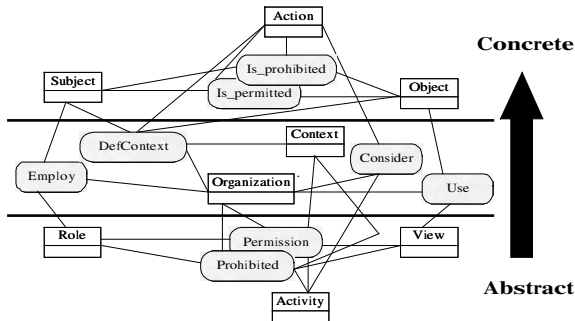 Action
Concrete
Is_prohibited
Subject
Is_permitted
Object
DefContext
Context
Consider
Employ
Organization
Use
Role
Permission
View
Prohibited
Abstract
Activity